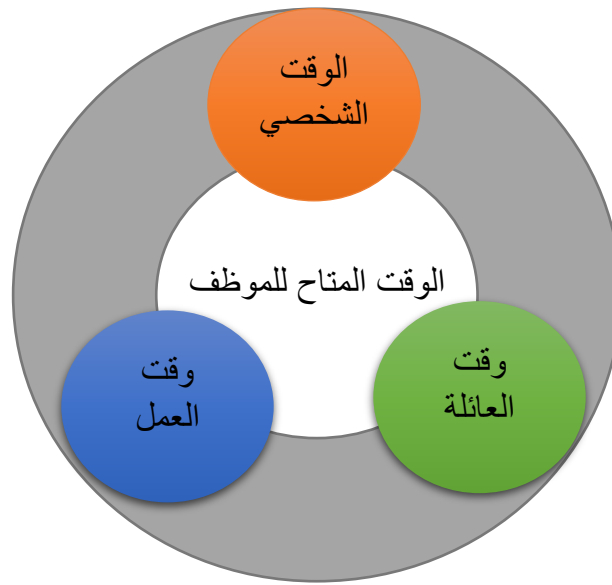 الوقت
الشخصي
الوقت المتاح للموظف
وقت
العائلة
وقت
العمل